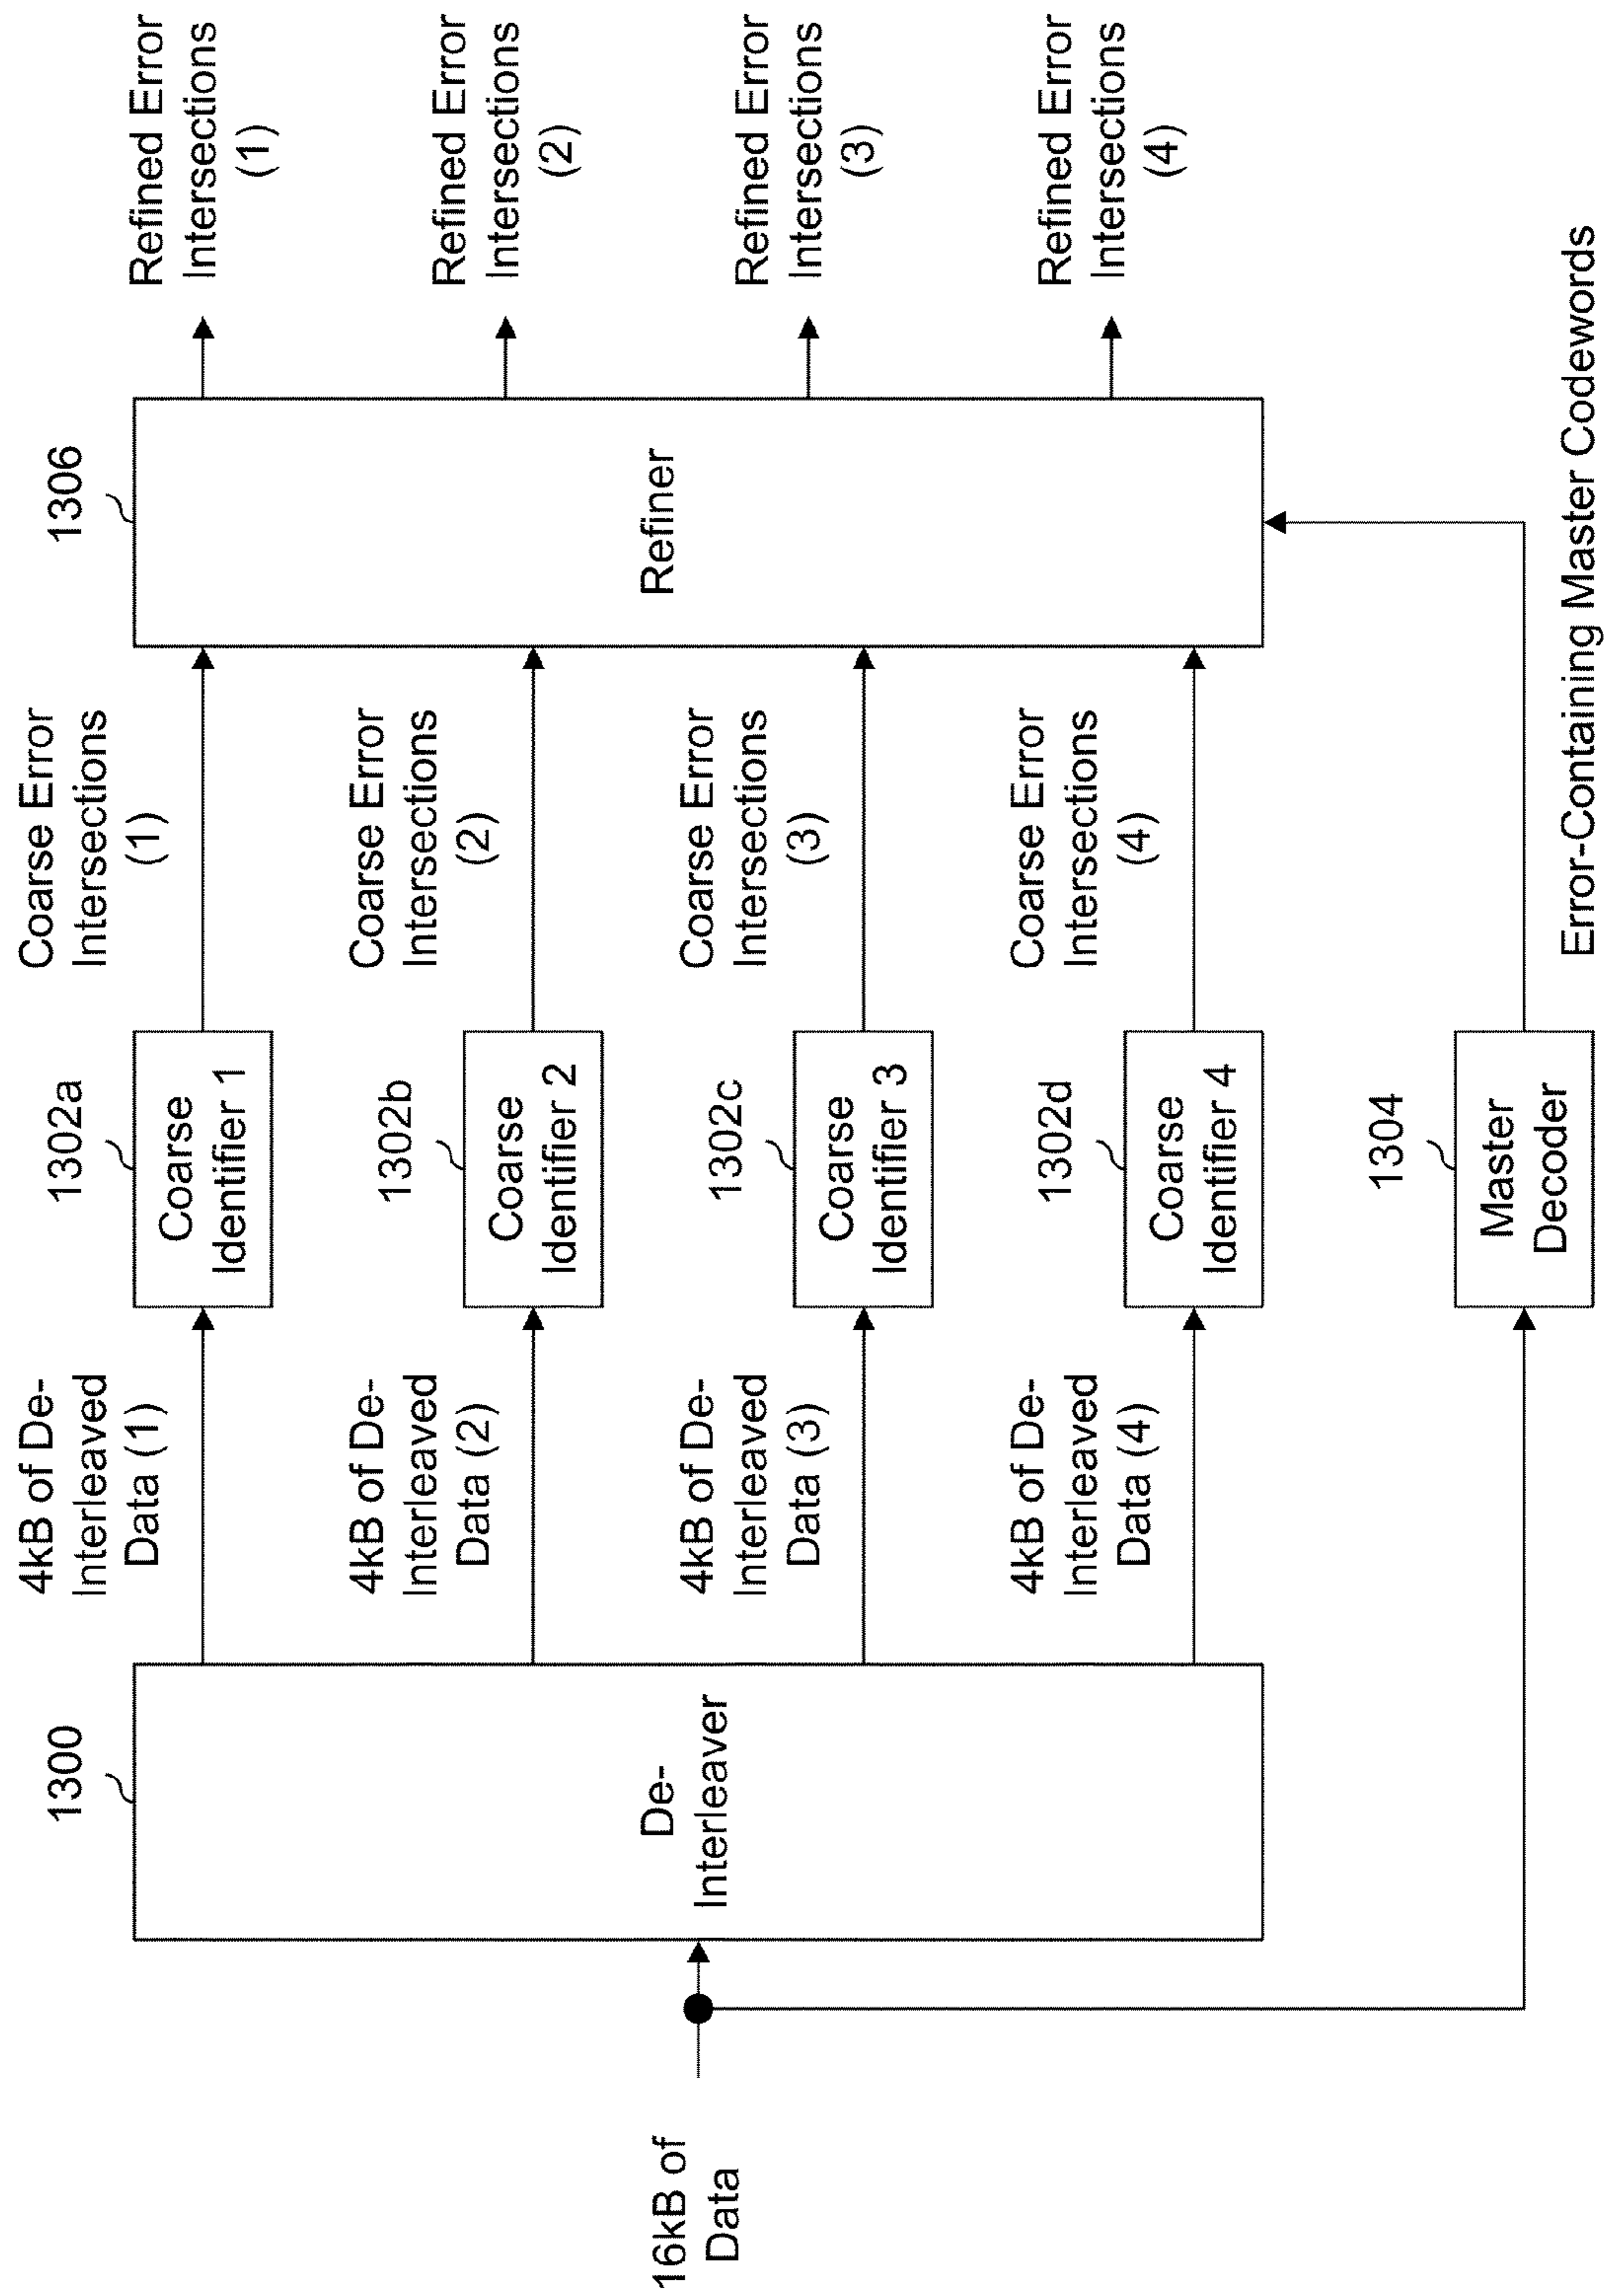 16kB of
Data
1300
De-
Interleaver
4kB of De-
Interleaved
Data (1)
4kB of De-
Interleaved
Data (2)
4kB of De-
Interleaved
Data (3)
4kB of De-
Interleaved
Data (4)
1302a
Coarse
Identifier 1
1302b
Coarse
Identifier 2
1302c
Coarse
Identifier 3
1302d
Coarse
Identifier 4
1304
Master
Decoder
Coarse Error
Intersections
(1)
Coarse Error
Intersections
(2)
Coarse Error
Intersections
(3)
Coarse Error
Intersections
(4)
Error-Containing Master Codewords
1306
Refiner
Refined Error
Intersections
(1)
Refined Error
Intersections
(2)
Refined Error
Intersections
(3)
Refined Error
Intersections
(4)